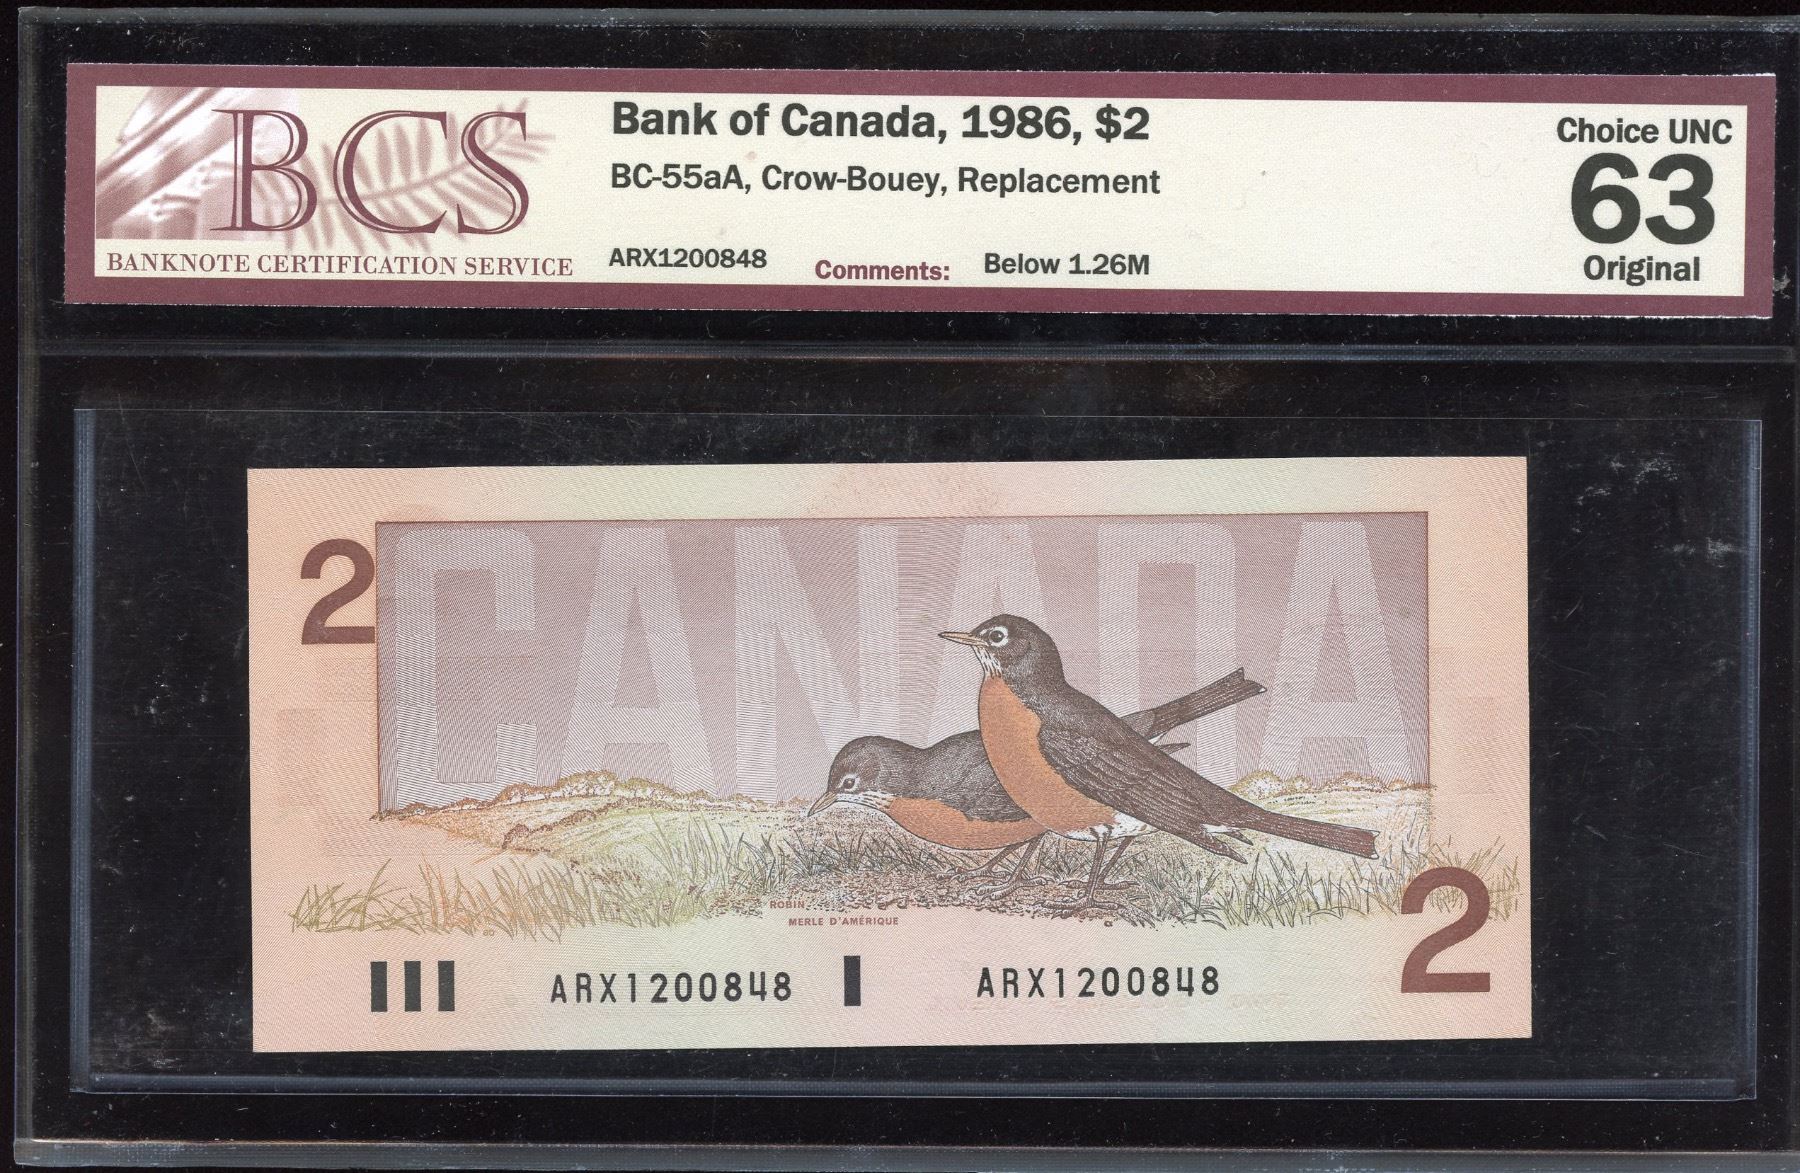 BCS
BANKNOTE CERTIFICATION SERVICE
Bank of Canada, 1986, $2
BC-55aA, Crow-Bouey, Replacement
ARX1200848 Comments: Below 1.26M
Choice UNC
63
Original
2
CANADA
ROBIN
MERLE D'AMÉRIQUE
2
ARX1200848 ARX1200848